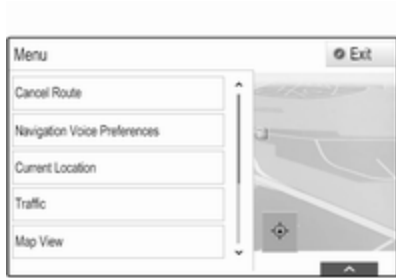 Menu
Exit
Cancel Route
Navigation Voice Preferences
Current Location
Traffic
Map View